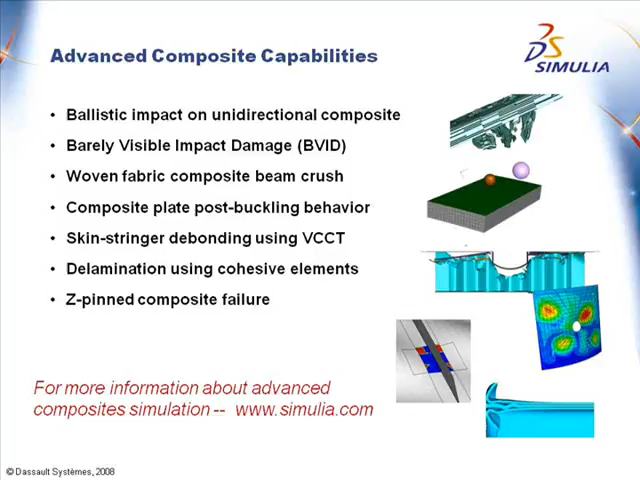 Advanced Composite Capabilities
SIMULIA
• Ballistic impact on unidirectional composite
• Barely Visible Impact Damage (BVID)
• Woven fabric composite beam crush
• Composite plate post-buckling behavior
• Skin-stringer debonding using VCCT
• Delamination using cohesive elements
• Z-pinned composite failure
For more information about advanced
composites simulation -- www.simulia.com
© Dassault Systèmes, 2008